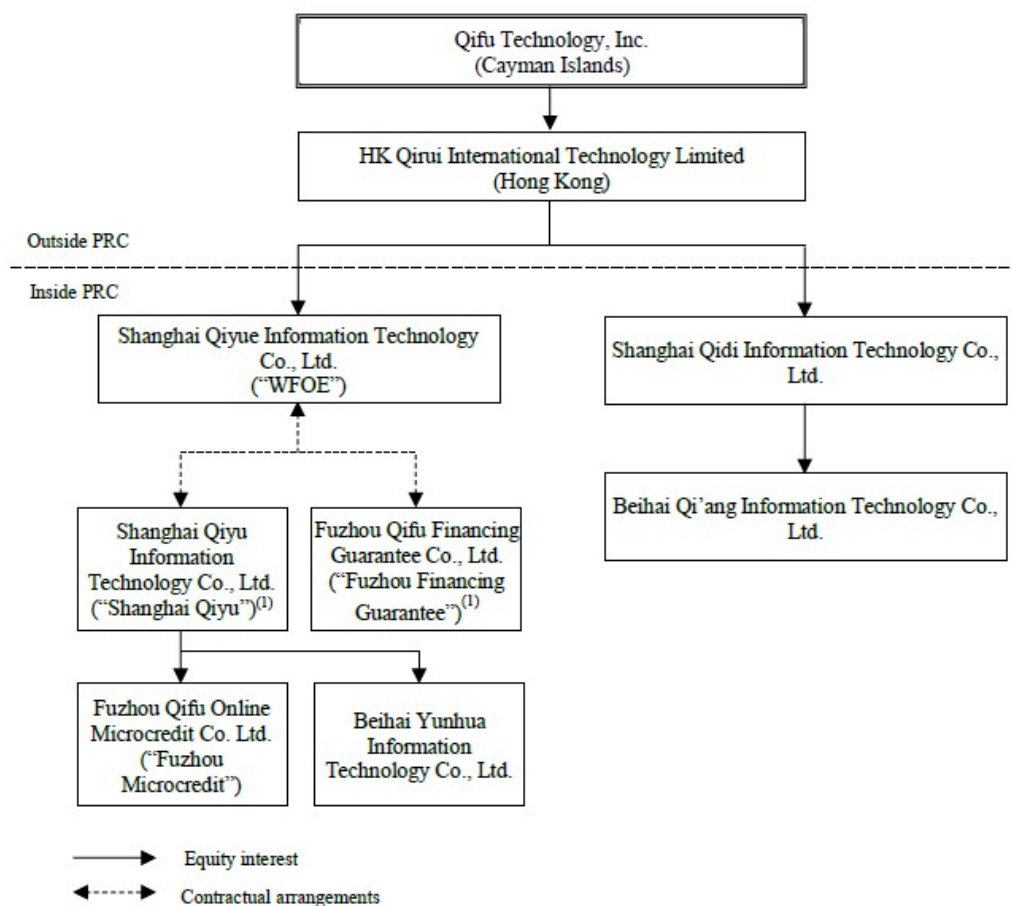 Qifu Technology, Inc.
(Cayman Islands)
HK Qirui International Technology Limited
(Hong Kong)
Outside PRC
Inside PRC
Shanghai Qiyue Information Technology
Co., Ltd.
(“WFOE”)
Shanghai Qidi Information Technology Co.,
Ltd.
Shanghai Qiyu
Information
Technology Co., Ltd.
(“Shanghai Qiyu”)(1)
Fuzhou Qifu Financing
Guarantee Co., Ltd.
(“Fuzhou Financing
Guarantee”)(1)
Beihai Qi’ang Information Technology Co.,
Ltd.
Fuzhou Qifu Online
Microcredit Co. Ltd.
(“Fuzhou
Microcredit”)
Beihai Yunhua
Information
Technology Co., Ltd.
Equity interest
Contractual arrangements